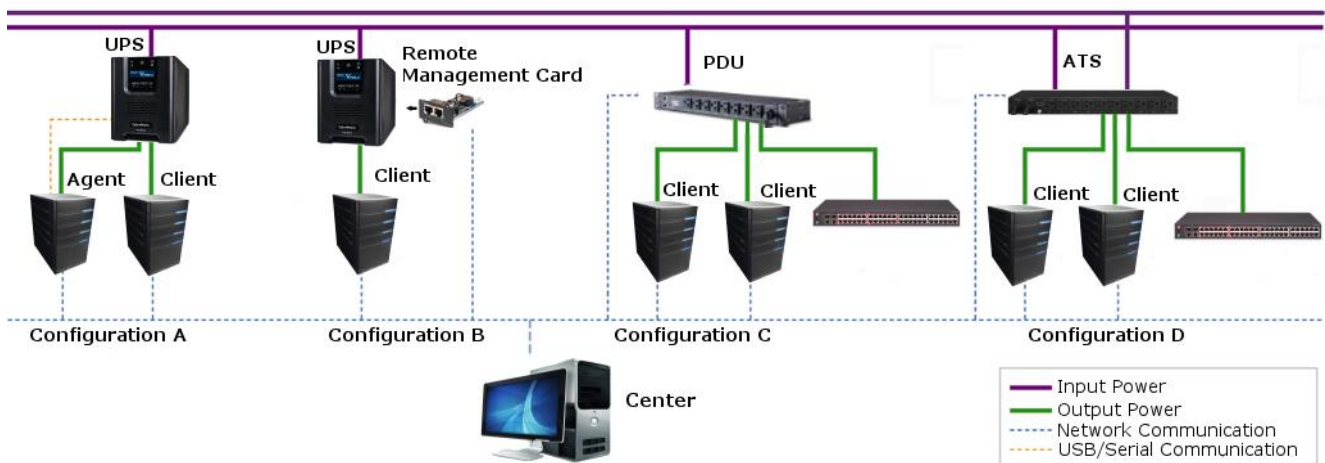 UPS
UPS
Remote
Management Card
PDU
ATS
Agent
Client
Client
Client
Client
Client
Client
Configuration A
Configuration B
Configuration C
Configuration D
Center
Input Power
Output Power
Network Communication
USB/Serial Communication